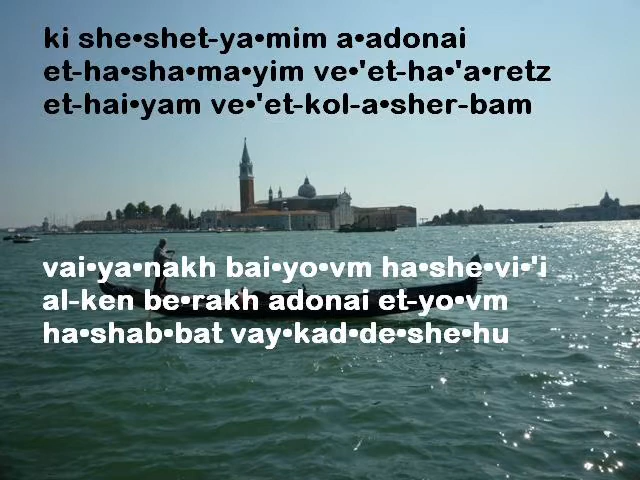 ki she•shet-ya•mim a•adonai
et-ha•sha•ma•yim ve•'et-ha•'a•retz
et-hai•yam ve•'et-kol-a•sher-bam
vai•ya•nakh bai•yo•vm ha•she•vi•'i
al-ken be•rakh adonai et-yo•vm
ha•shab•bat vay•kad•de•she•hu